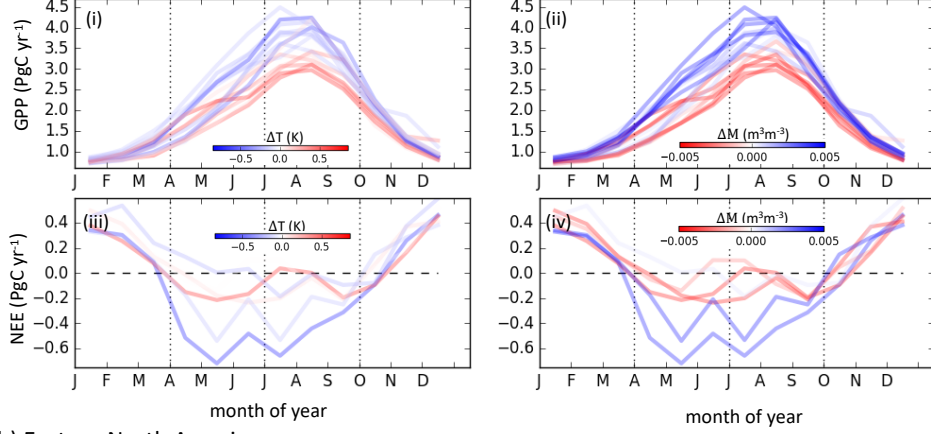 (i)
GPP (PgC yr-1)
4.5
4.0
3.5
3.0
2.5
2.0
1.5
1.0
ΔT (K)
−0.5 0.0 0.5
J F M A M J J A S O N D
(ii)
4.5
4.0
3.5
3.0
2.5
2.0
1.5
1.0
ΔM (m3m-3)
−0.005 0.000 0.005
J F M A M J J A S O N D
(iii)
NEE (PgC yr-1)
0.4
0.2
0.0
−0.2
−0.4
−0.6
ΔT (K)
−0.5 0.0 0.5
J F M A M J J A S O N D
month of year
(iv)
0.4
0.2
0.0
−0.2
−0.4
−0.6
ΔM (m3m-3)
−0.005 0.000 0.005
J F M A M J J A S O N D
month of year